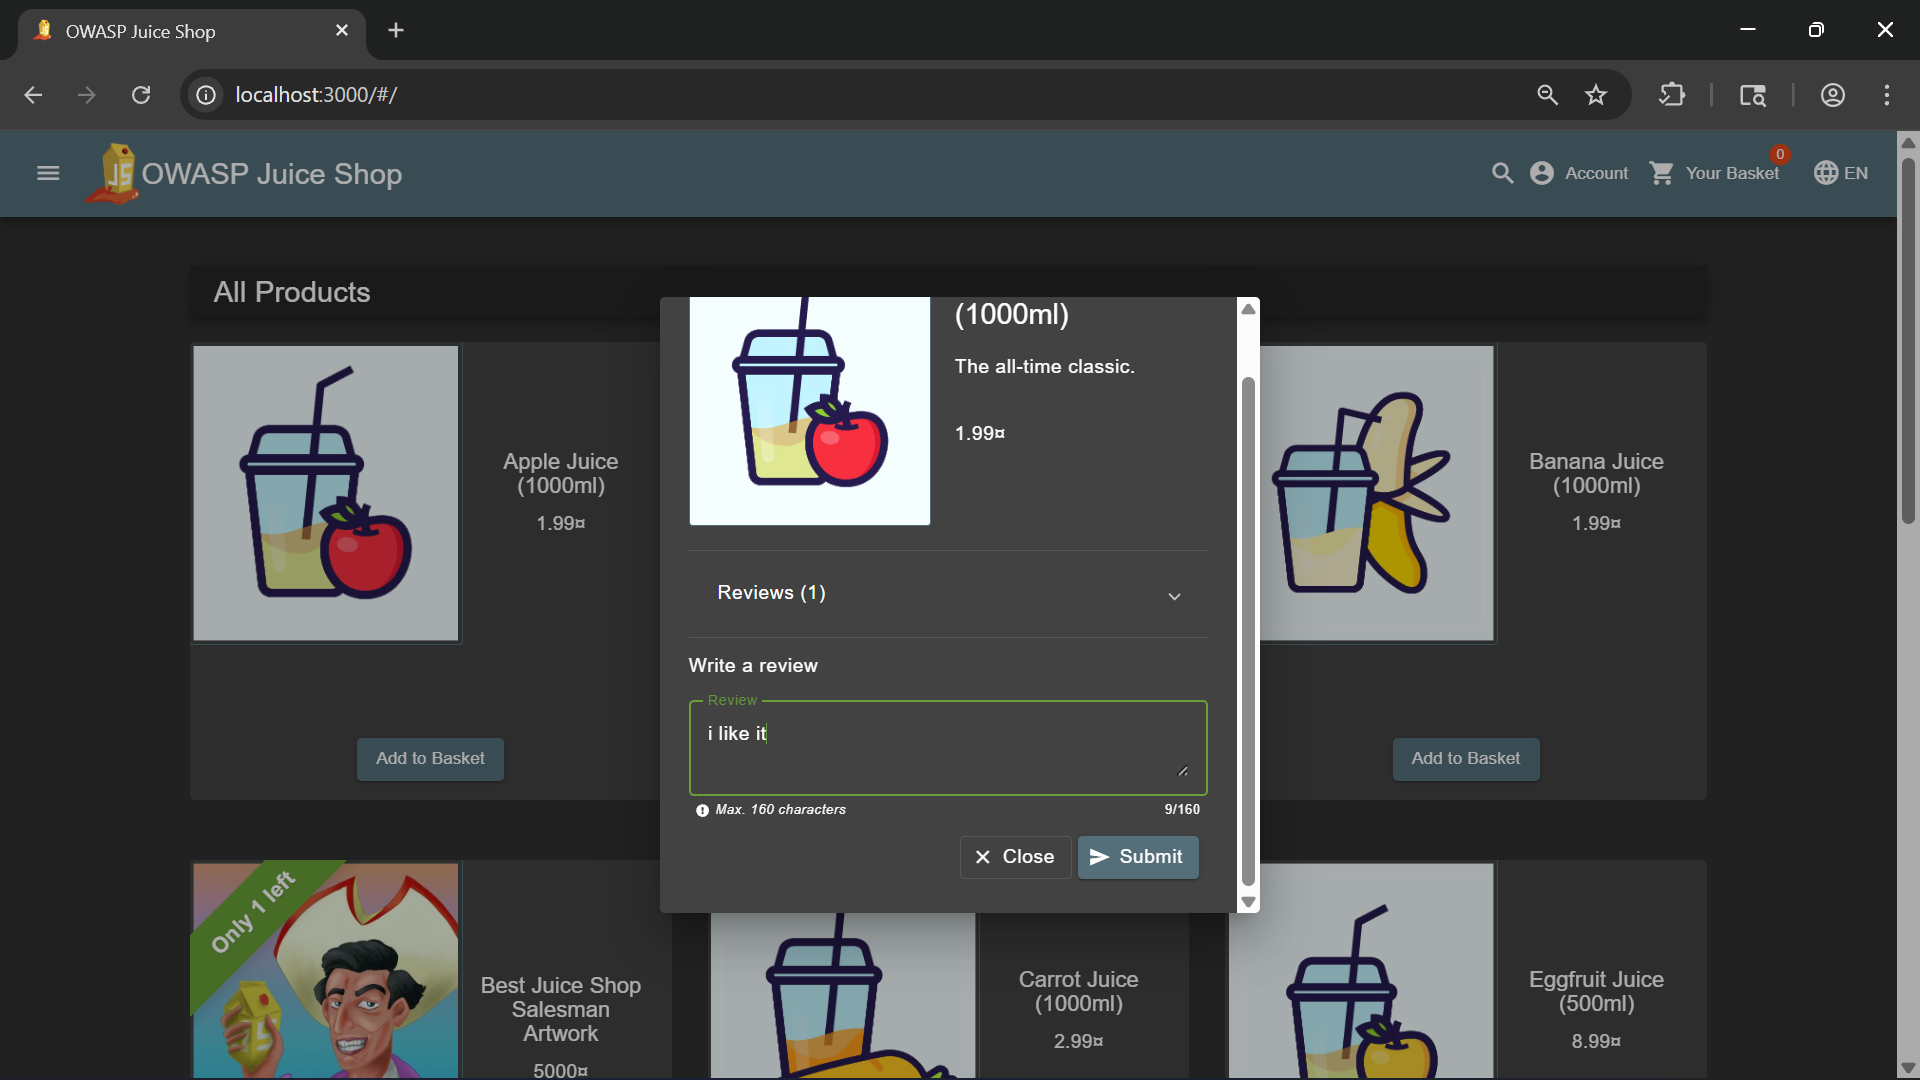 OWASP Juice Shop
localhost:3000/#/
OWASP Juice Shop
Account
0
Your Basket
EN
All Products
Apple Juice
(1000ml)
1.99¤
Add to Basket
(1000ml)
The all-time classic.
1.99¤
Reviews (1)
Write a review
Review
i like it
Max. 160 characters
9/160
Close
Submit
Banana Juice
(1000ml)
1.99¤
Add to Basket
Only 1 left
Best Juice Shop
Salesman
Artwork
5000¤
Carrot Juice
(1000ml)
2.99¤
Eggfruit Juice
(500ml)
8.99¤